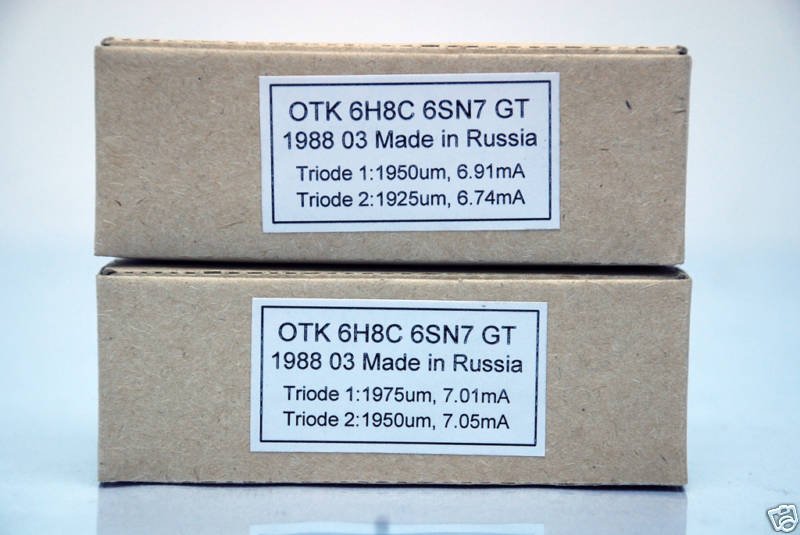 OTK 6H8C 6SN7 GT
1988 03 Made in Russia
Triode 1:1950um, 6.91mA
Triode 2:1925um, 6.74mA
OTK 6H8C 6SN7 GT
1988 03 Made in Russia
Triode 1:1975um, 7.01mA
Triode 2:1950um, 7.05mA